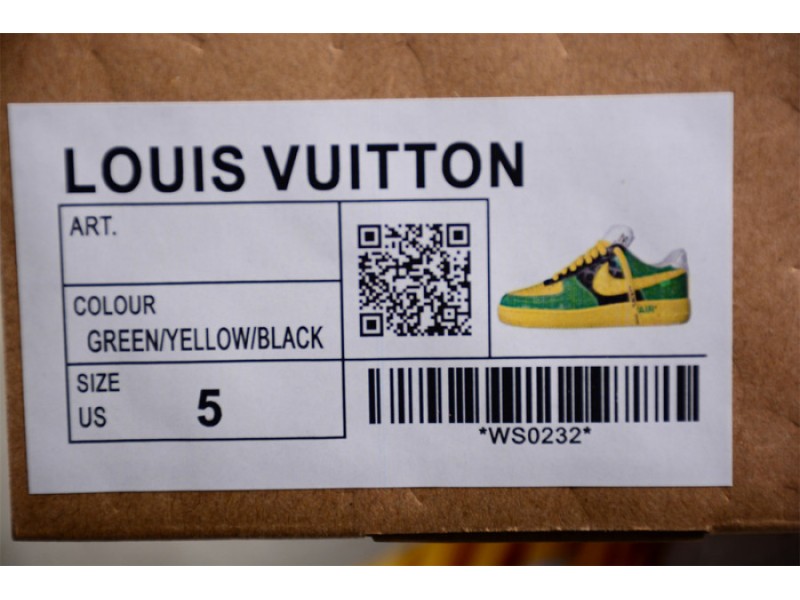 LOUIS VUITTON
ART.
COLOUR
GREEN/YELLOW/BLACK
SIZE
US 5
*WS0232*